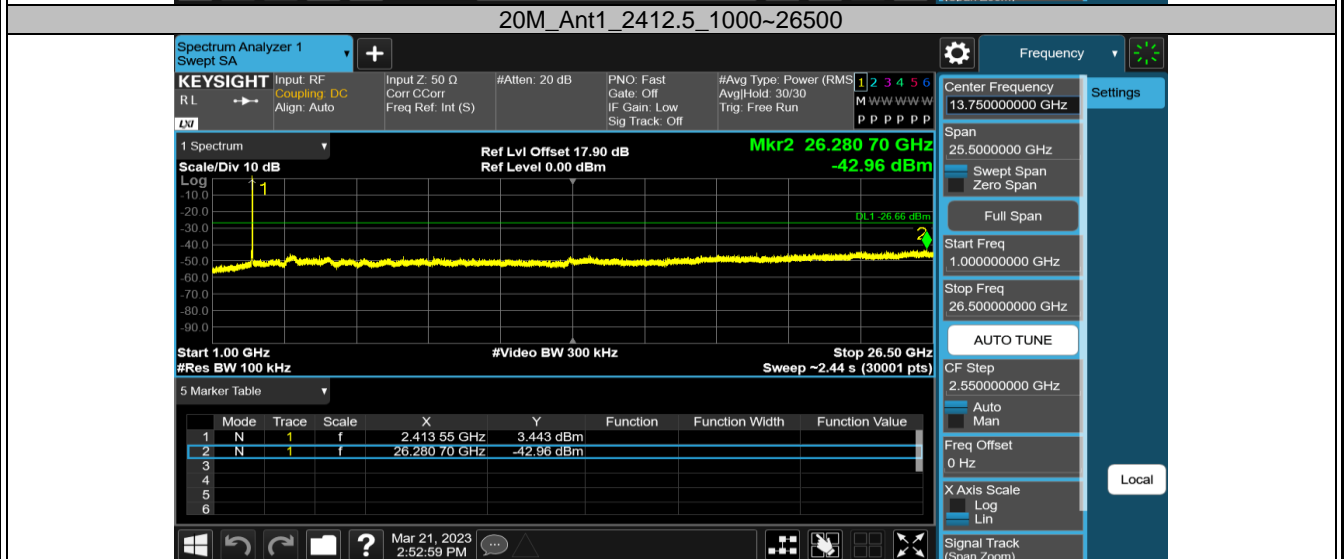 20M_Ant1_2412.5_1000~26500
Spectrum Analyzer 1
Swept SA
Frequency
KEYSIGHT
R L
LXI
Input: RF
Coupling: DC
Align: Auto
Input Z: 50 Ω
Corr CCorr
Freq Ref: Int (S)
#Atten: 20 dB
PNO: Fast
Gate: Off
IF Gain: Low
Sig Track: Off
#Avg Type: Power (RMS
Avg|Hold: 30/30
Trig: Free Run
1 2 3 4 5 6
M W W W W W
P P P P P P
1 Spectrum
Scale/Div 10 dB
Ref Lvl Offset 17.90 dB
Ref Level 0.00 dBm
Mkr2 26.280 70 GHz
-42.96 dBm
Log
1
-10.0
-20.0
DL1 -26.66 dBm
-30.0
2
-40.0
-50.0
-60.0
-70.0
-80.0
-90.0
Start 1.00 GHz
#Video BW 300 kHz
Stop 26.50 GHz
#Res BW 100 kHz
Sweep ~2.44 s (30001 pts)
5 Marker Table
Mode Trace Scale X Y Function Function Width Function Value
1 N 1 f 2.413 55 GHz 3.443 dBm
2 N 1 f 26.280 70 GHz -42.96 dBm
3
4
5
6
Mar 21, 2023
2:52:59 PM
?
Center Frequency
13.750000000 GHz
Settings
Span
25.5000000 GHz
Swept Span
Zero Span
Full Span
Start Freq
1.000000000 GHz
Stop Freq
26.500000000 GHz
AUTO TUNE
CF Step
2.550000000 GHz
Auto
Man
Freq Offset
0 Hz
Local
X Axis Scale
Log
Lin
Signal Track
(Span Zoom)